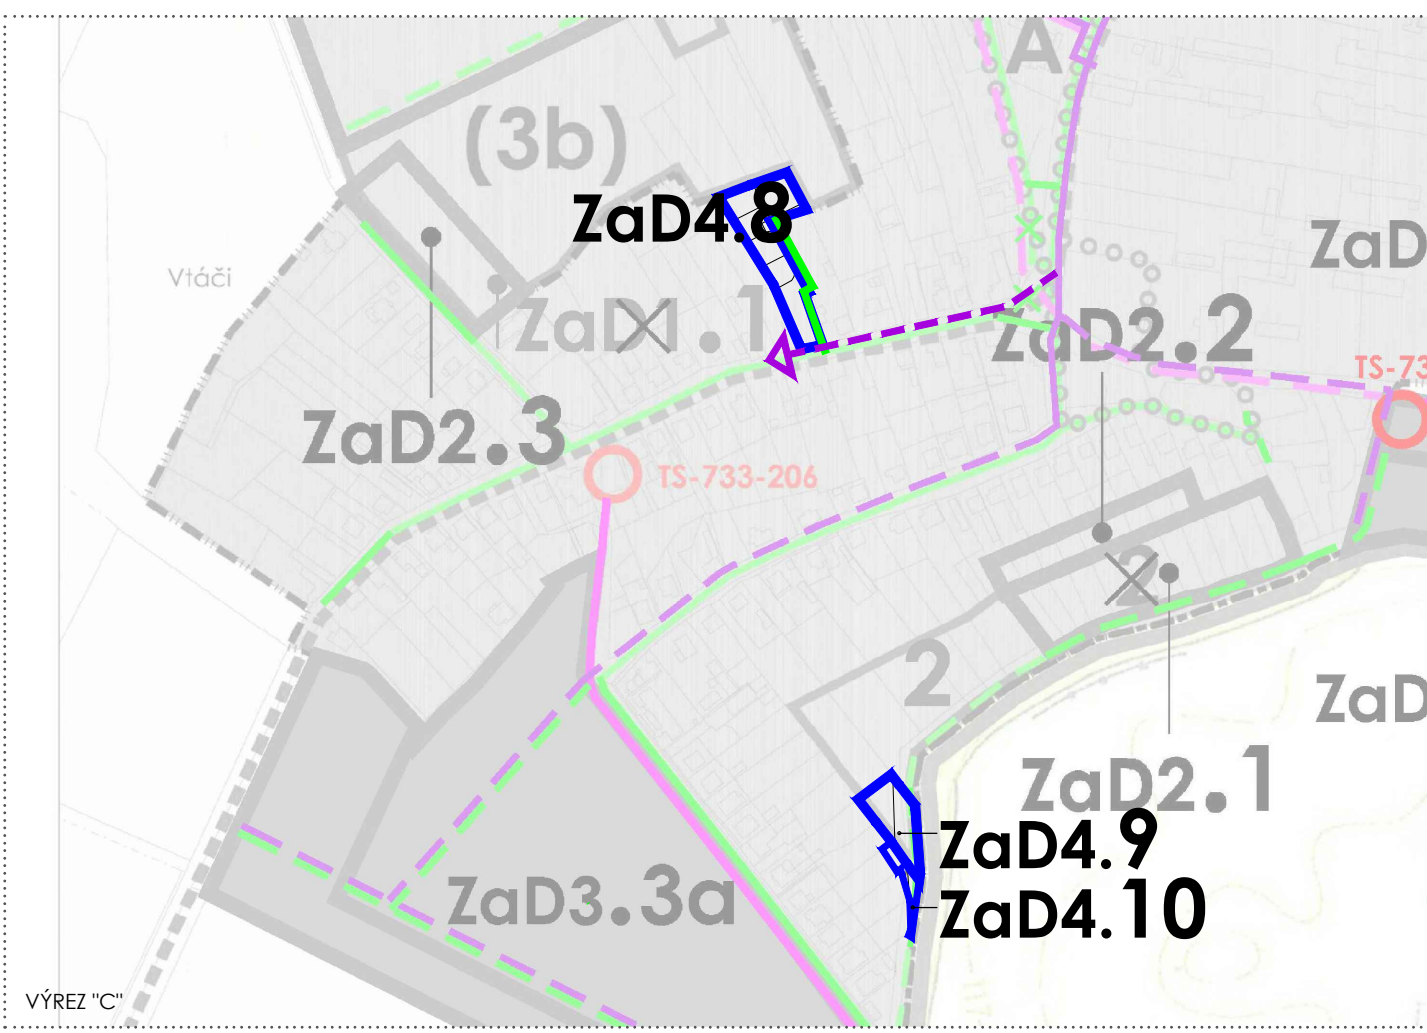 A
(3b)
ZaD4.8
ZaD
Vtáči
ZaD1.1
ZaD2.2
TS-73
ZaD2.3
TS-733-206
2
2
ZaD
ZaD2.1
ZaD4.9
ZaD3.3a
ZaD4.10
VÝREZ "C"